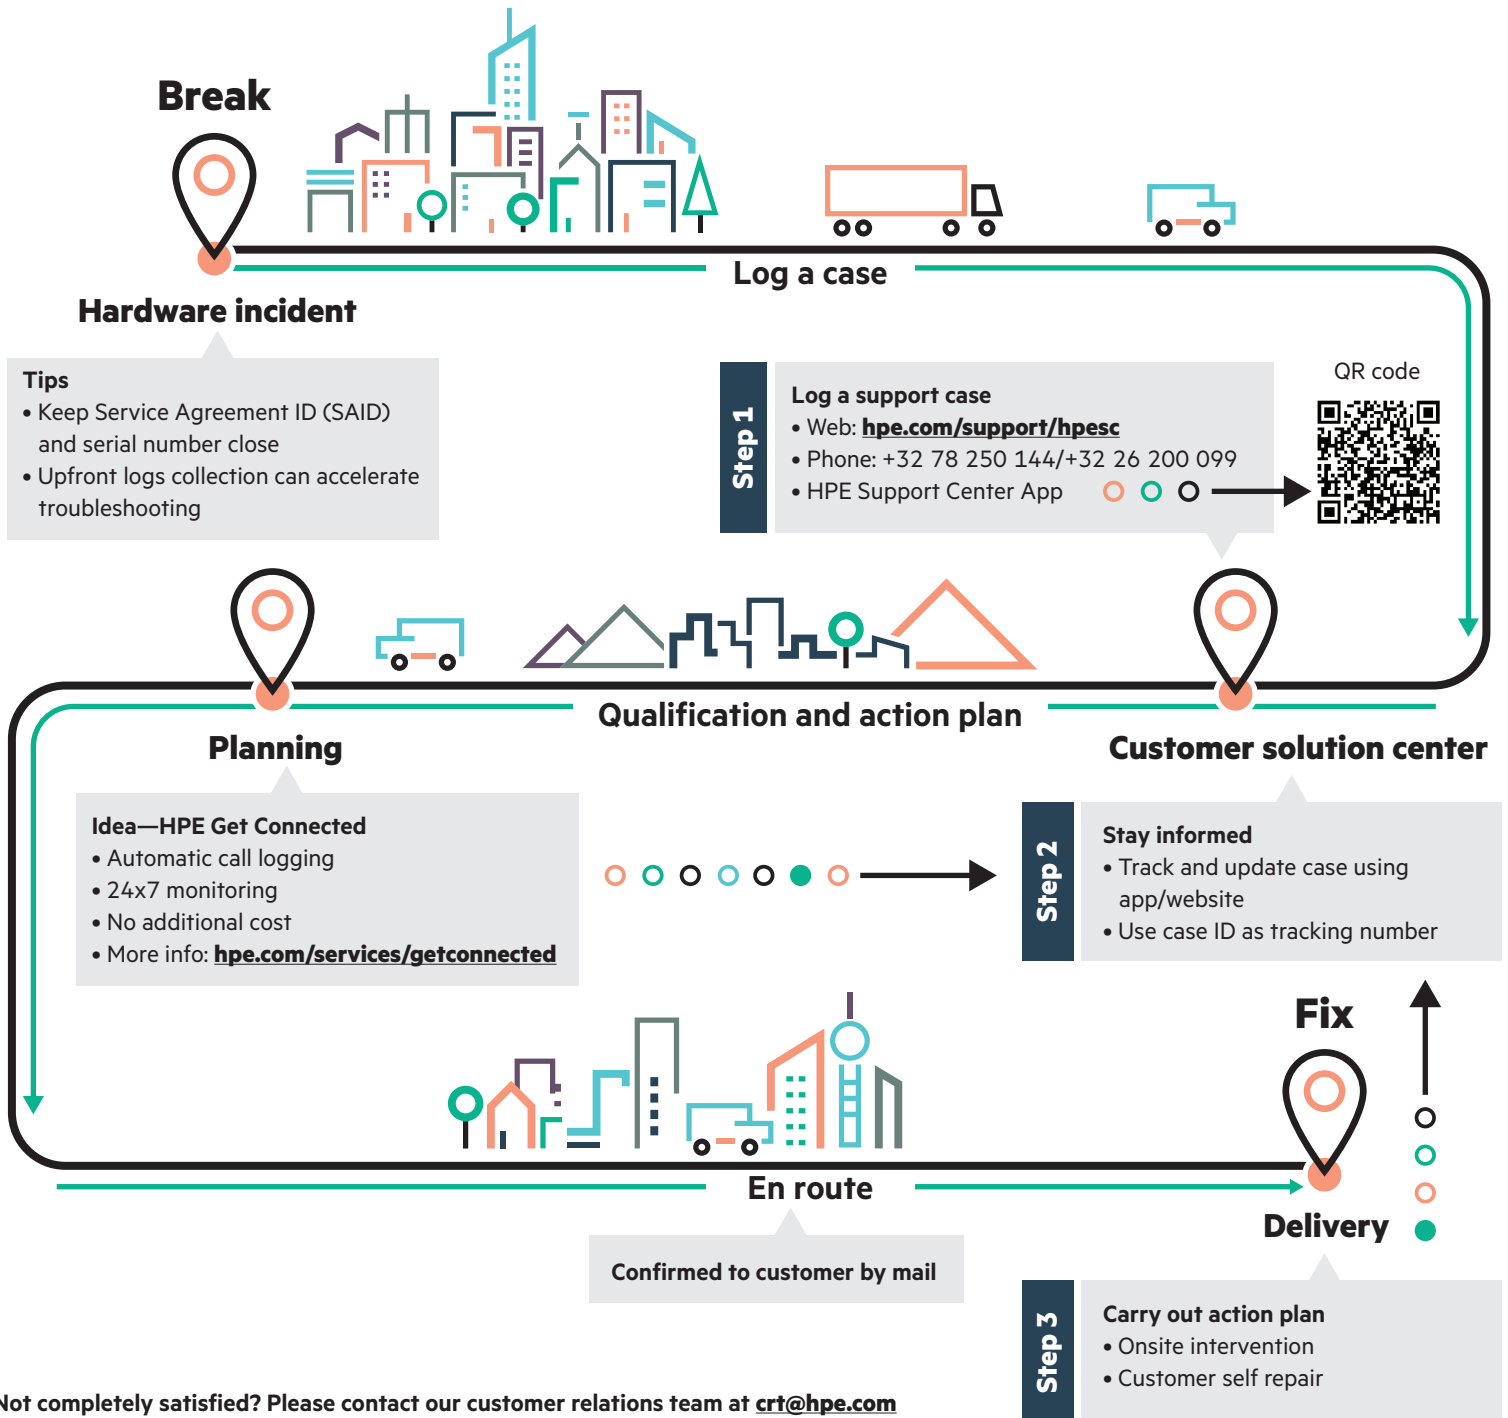 Break
Log a case
Hardware incident
Tips
• Keep Service Agreement ID (SAID)
and serial number close
• Upfront logs collection can accelerate
troubleshooting
Step 1
Log a support case
• Web: hpe.com/support/hpesc
• Phone: +32 78 250 144/+32 26 200 099
• HPE Support Center App
QR code
Qualification and action plan
Planning
Customer solution center
Idea—HPE Get Connected
• Automatic call logging
• 24x7 monitoring
• No additional cost
• More info: hpe.com/services/getconnected
Step 2
Stay informed
• Track and update case using
app/website
• Use case ID as tracking number
Fix
En route
Delivery
Confirmed to customer by mail
Step 3
Carry out action plan
• Onsite intervention
• Customer self repair
Not completely satisfied? Please contact our customer relations team at crt@hpe.com